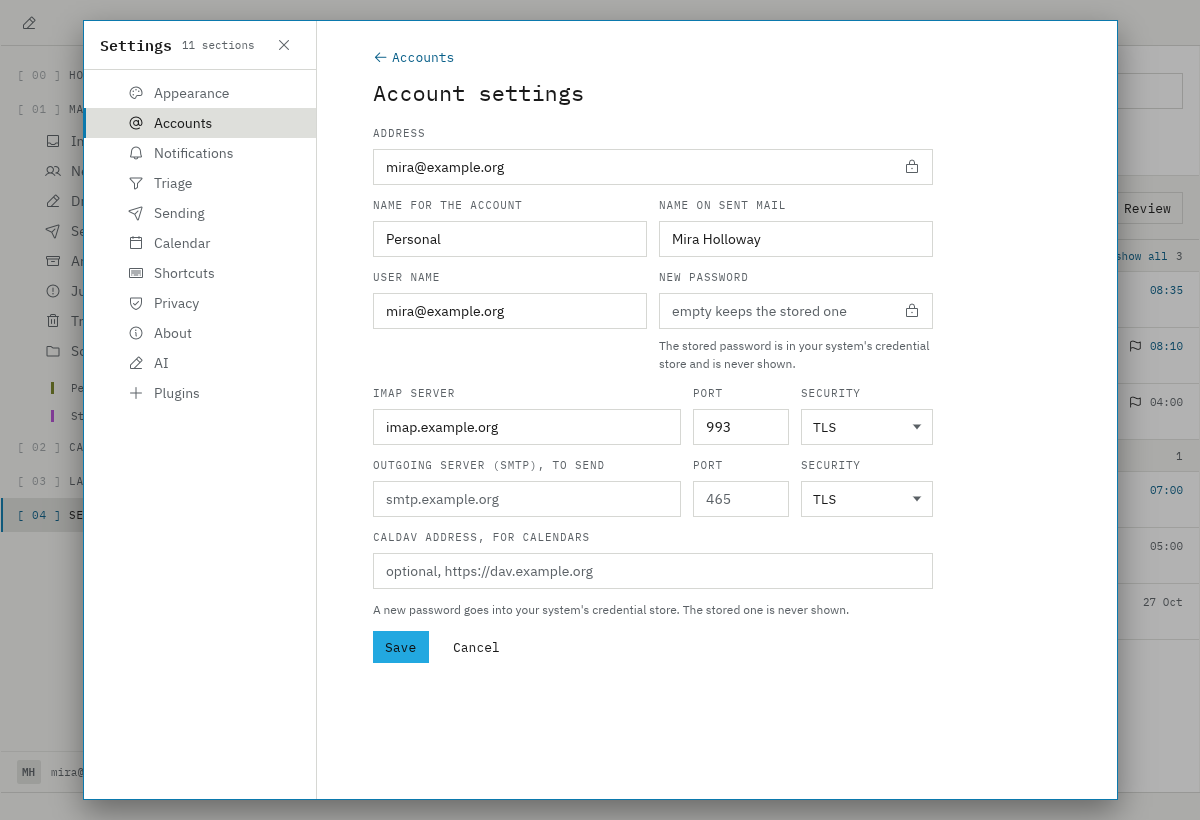 Settings 11 sections
Appearance
Accounts
Notifications
Triage
Sending
Calendar
Shortcuts
Privacy
About
AI
Plugins
← Accounts
Account settings
ADDRESS
mira@example.org
NAME FOR THE ACCOUNT NAME ON SENT MAIL
Personal Mira Holloway
USER NAME NEW PASSWORD
mira@example.org empty keeps the stored one
The stored password is in your system's credential
store and is never shown.
IMAP SERVER PORT SECURITY
imap.example.org 993 TLS
OUTGOING SERVER (SMTP), TO SEND PORT SECURITY
smtp.example.org 465 TLS
CALDAV ADDRESS, FOR CALENDARS
optional, https://dav.example.org
A new password goes into your system's credential store. The stored one is never shown.
Save Cancel
[ 00 ]
[ 01 ]
[ 02 ]
[ 03 ]
[ 04 ]
MH mira@
Review
show all 3
08:35
08:10
04:00
1
07:00
05:00
27 Oct